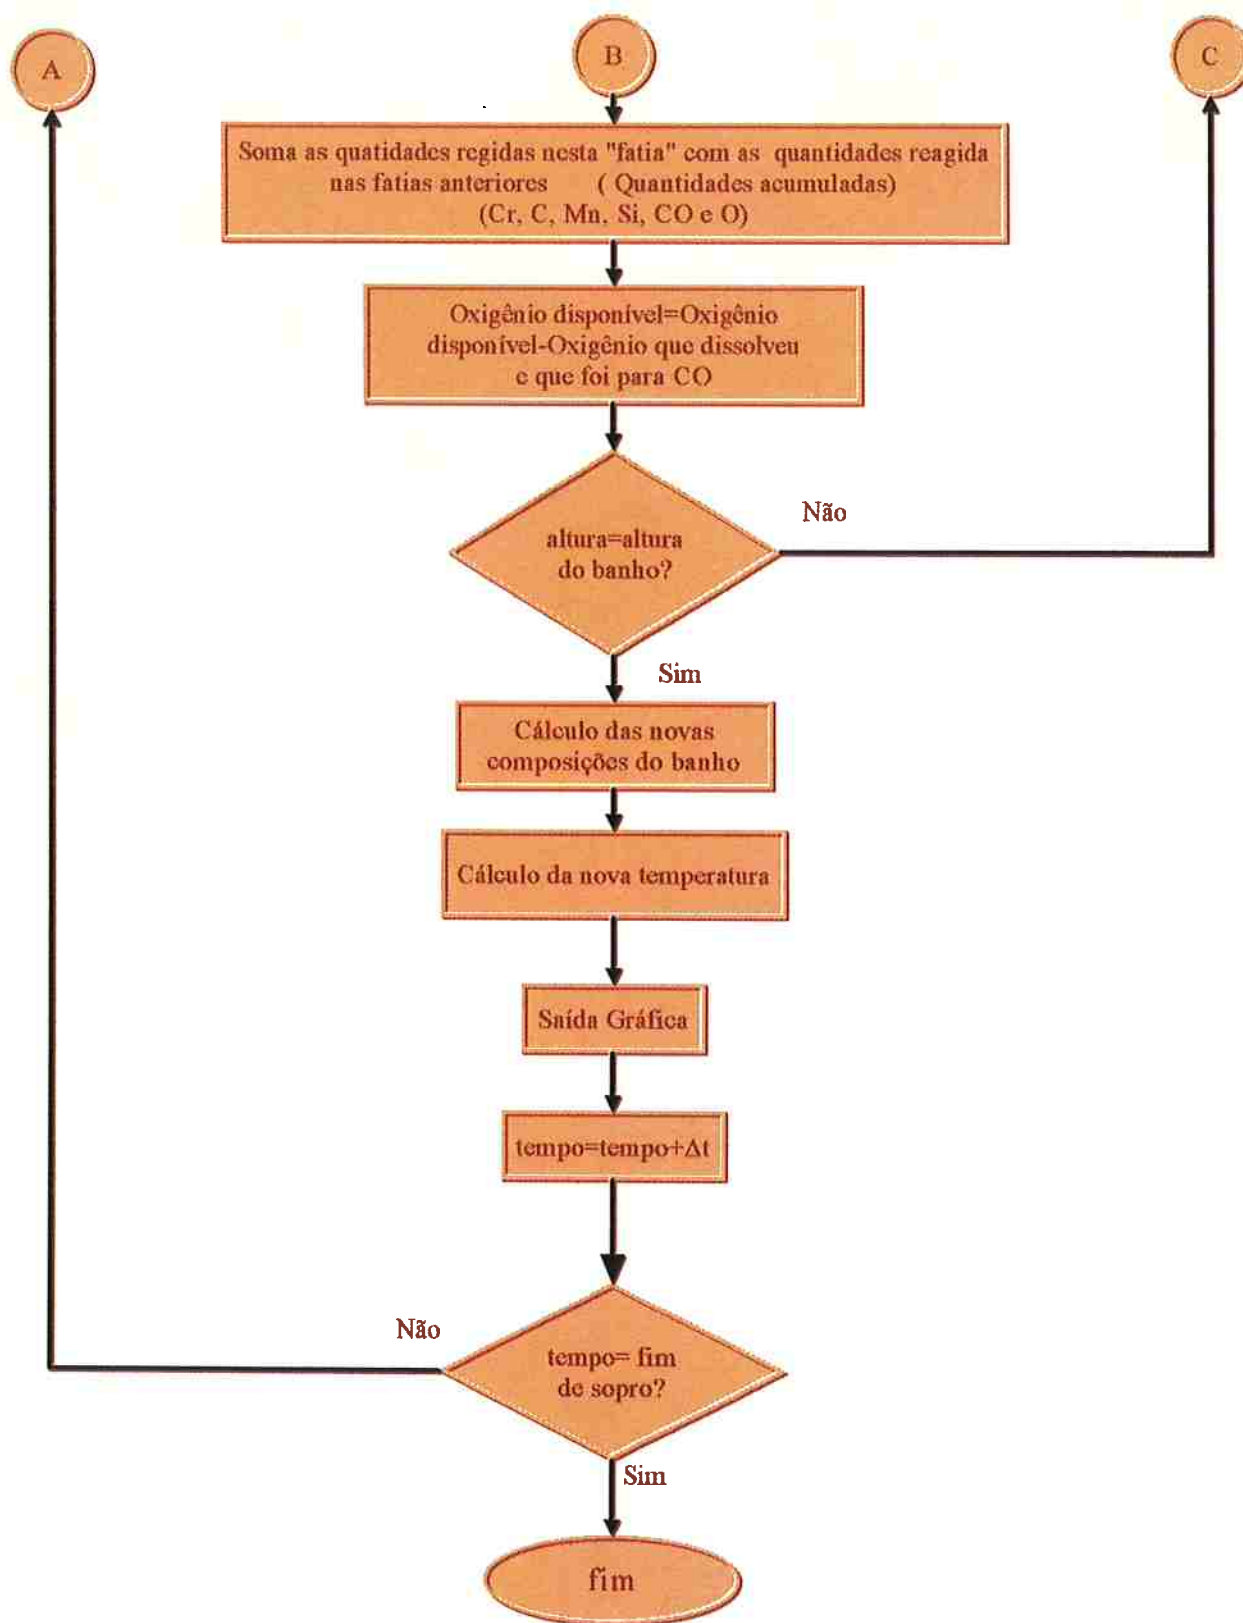 A
B
C
Soma as quatidades regidas nesta "fatia" com as quantidades reagida
nas fatias anteriores ( Quantidades acumuladas)
(Cr, C, Mn, Si, CO e O)
Oxigênio disponível=Oxigênio
disponível-Oxigênio que dissolveu
e que foi para CO
Não
altura=altura
do banho?
Sim
Cálculo das novas
composições do banho
Cálculo da nova temperatura
Saída Gráfica
tempo=tempo+Δt
Não
tempo= fim
de sopro?
Sim
fim